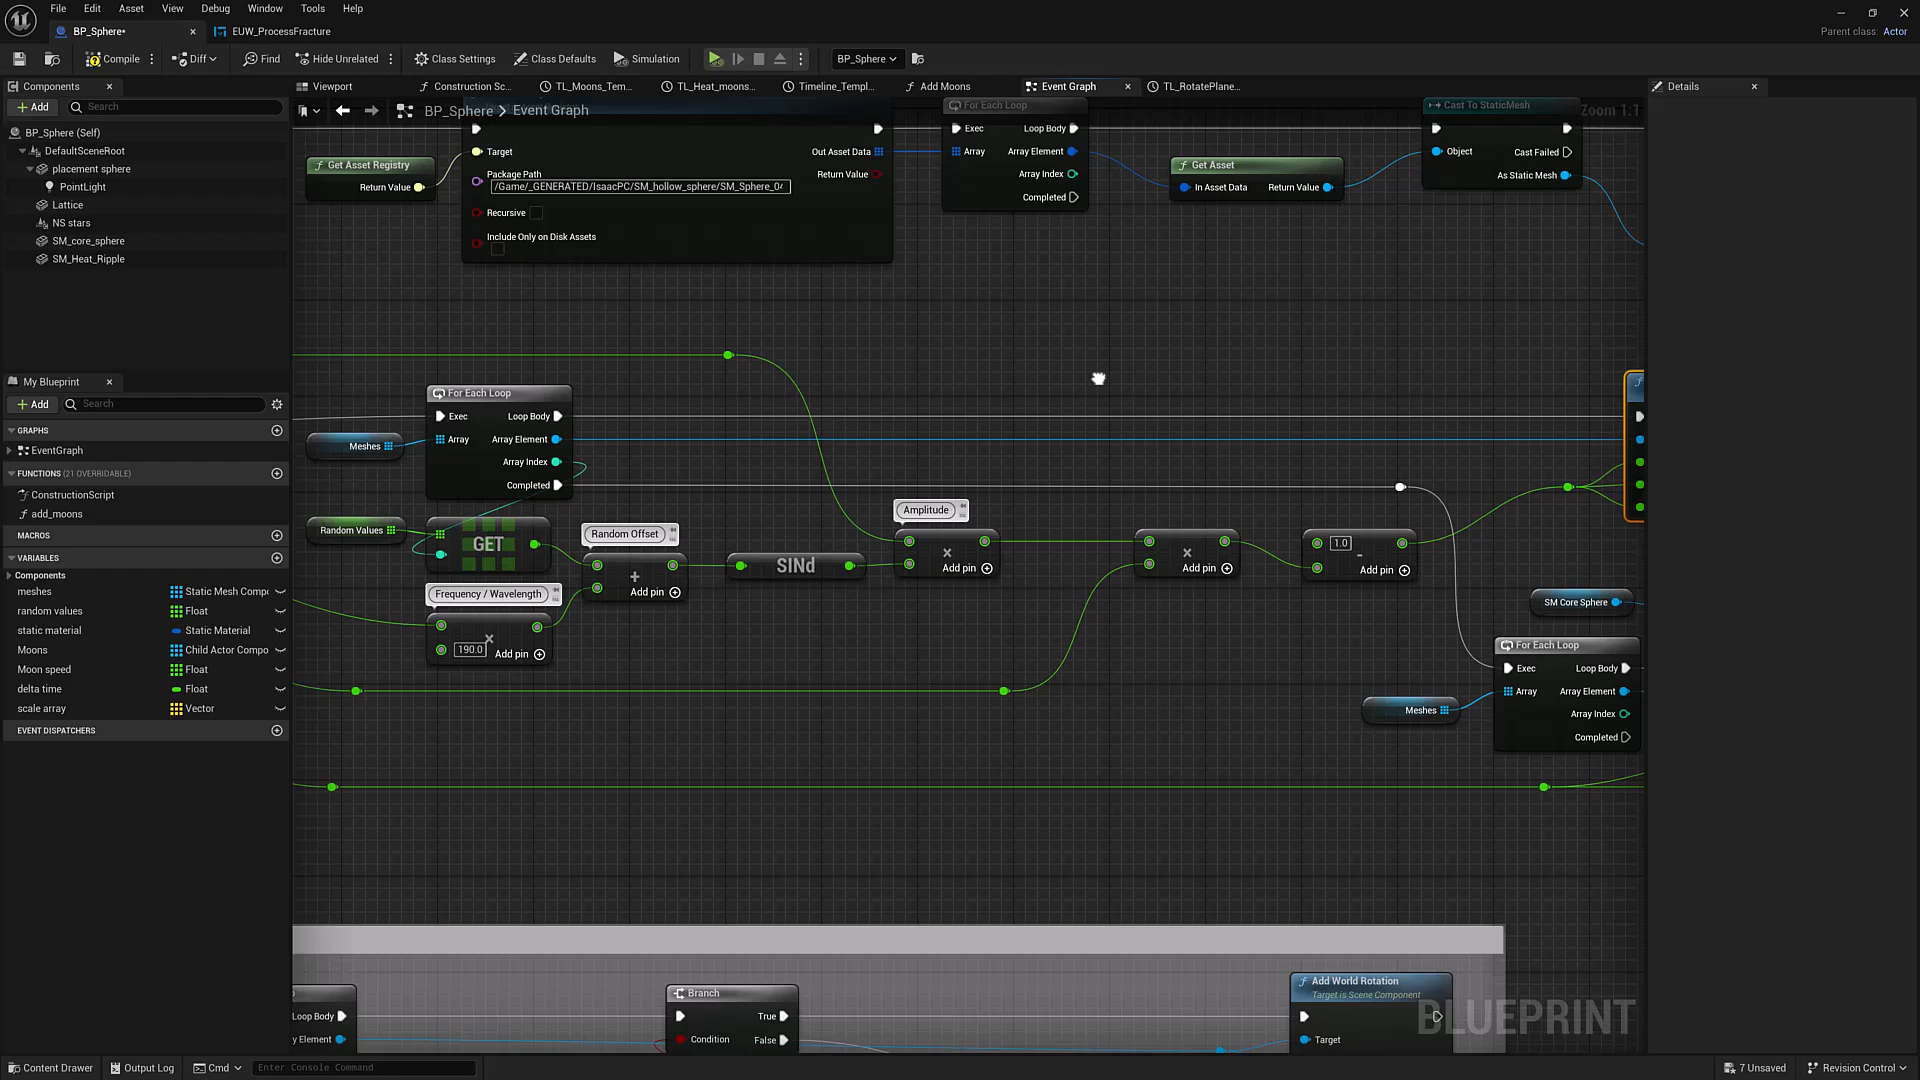 File Edit Asset View Debug Window Tools Help
BP_Sphere*
EUW_ProcessFracture
Parent class: Actor
Compile
Diff
Find
Hide Unrelated
Class Settings
Class Defaults
Simulation
BP_Sphere
Components
Viewport
Construction Sc...
TL_Moons_Tem...
TL_Heat_moons...
Timeline_Templ...
Add Moons
Event Graph
TL_RotatePlane...
Details
Add
Search
BP_Sphere > Event Graph
Zoom 1:1
BP_Sphere (Self)
DefaultSceneRoot
placement sphere
PointLight
Lattice
NS stars
SM_core_sphere
SM_Heat_Ripple
My Blueprint
Add
Search
GRAPHS
EventGraph
FUNCTIONS (21 OVERRIDABLE)
ConstructionScript
add_moons
MACROS
VARIABLES
Components
meshes Static Mesh Compo
random values Float
static material Static Material
Moons Child Actor Compo
Moon speed Float
delta time Float
scale array Vector
EVENT DISPATCHERS
Get Asset Registry
Return Value
Target
Package Path
/Game/_GENERATED/IsaacPC/SM_hollow_sphere/SM_Sphere_04
Recursive
Include Only on Disk Assets
Out Asset Data
Return Value
For Each Loop
Exec
Loop Body
Array
Array Element
Array Index
Completed
Get Asset
In Asset Data
Return Value
Cast To StaticMesh
Object
Cast Failed
As Static Mesh
For Each Loop
Exec
Loop Body
Meshes
Array
Array Element
Array Index
Completed
Random Values
GET
Random Offset
+
Add pin
Frequency / Wavelength
190.0
×
Add pin
SINd
Amplitude
×
Add pin
×
Add pin
1.0
-
Add pin
SM Core Sphere
For Each Loop
Exec
Loop Body
Meshes
Array
Array Element
Array Index
Completed
Loop Body
y Element
Branch
True
Condition
False
Add World Rotation
Target is Scene Component
Target
BLUEPRINT
Content Drawer
Output Log
Cmd
Enter Console Command
7 Unsaved
Revision Control